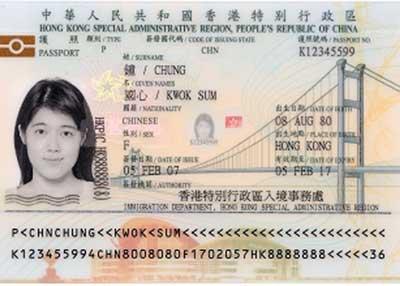 中華人民共和國香港特別行政區
HONG KONG SPECIAL ADMINISTRATIVE REGION, PEOPLE'S REPUBLIC OF CHINA
護照 類別/TYPE 簽發國代碼/CODE OF ISSUING STATE 護照號碼/PASSPORT NO.
PASSPORT P CHN K12345599
姓/SURNAME
鍾 / CHUNG
名/GIVEN NAMES
國心 / KWOK SUM
國籍/NATIONALITY 出生日期/DATE OF BIRTH
CHINESE 08 AUG 80
性別/SEX 出生地點/PLACE OF BIRTH
F HONG KONG
簽發日期/DATE OF ISSUE 有效期至/DATE OF EXPIRY
05 FEB 07 05 FEB 17
簽發機關/AUTHORITY
香港特別行政區入境事務處
IMMIGRATION DEPARTMENT, HONG KONG SPECIAL ADMINISTRATIVE REGION
P<CHNCHUNG<<KWOK<SUM<<<<<<<<<<<<<<<<<<<<<<<<
K123455994CHN8008080F1702057HK8888888<<<<<36